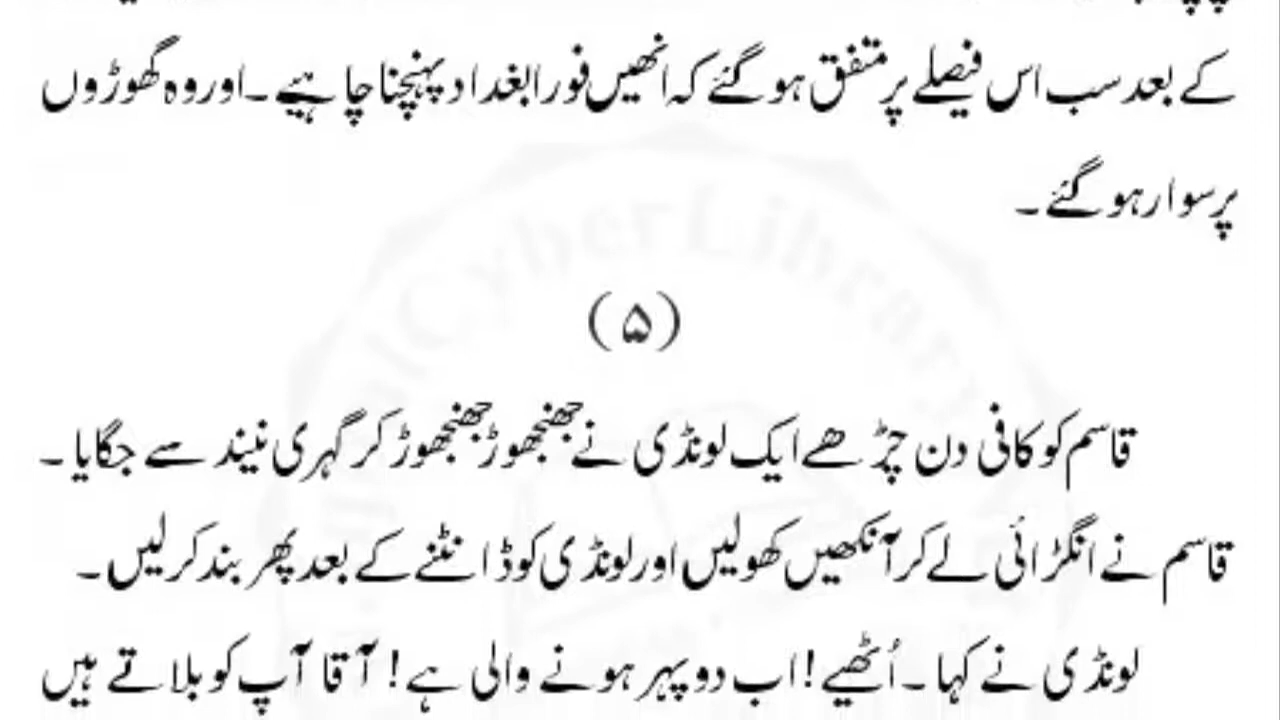 کے بعد سب اس فیصلے پر متفق ہو گئے کہ انھیں فورا بغداد پہنچنا چاہیے ۔ اور وہ گھوڑوں
پر سوار ہو گئے ۔
(۵)
قاسم کو کافی دن چڑھے ایک لونڈی نے جھنجھوڑ جھنجھوڑ کر گہری نیند سے جگایا ۔
قاسم نے انگڑائی لے کر آنکھیں کھولیں اور لونڈی کو ڈانٹنے کے بعد پھر بند کر لیں ۔
لونڈی نے کہا ۔ اُٹھیے ! اب دو پہر ہونے والی ہے ! آقا آپ کو بلاتے ہیں